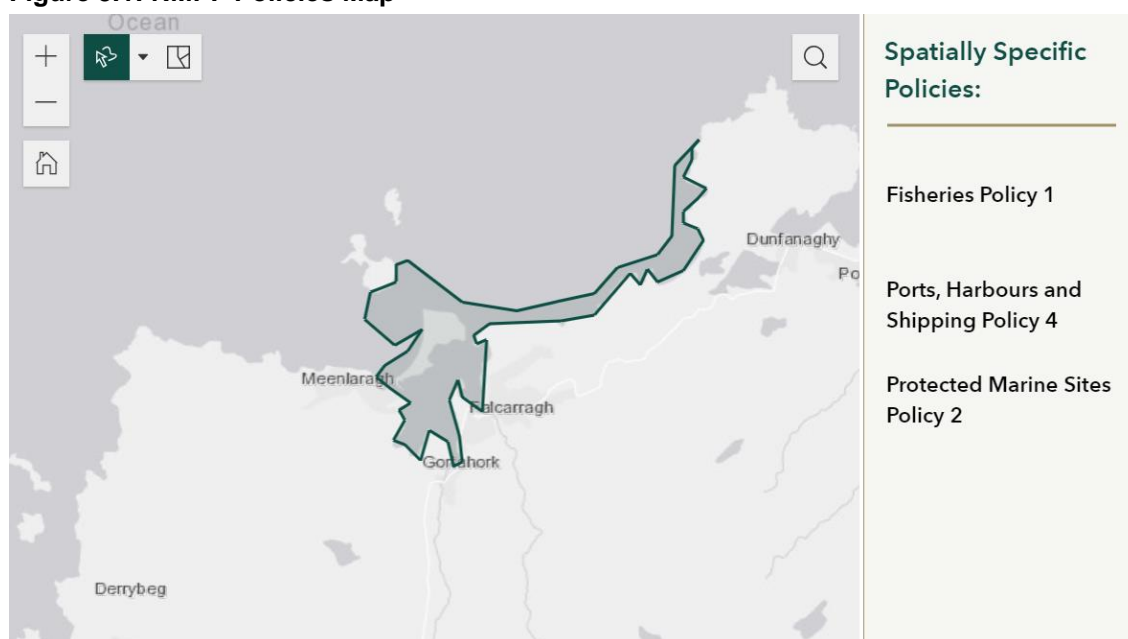 Ocean
Spatially Specific
Policies:
Fisheries Policy 1
Dunfanaghy
Po
Ports, Harbours and
Shipping Policy 4
Meenlaragh
Protected Marine Sites
Policy 2
Falcarragh
Gortahork
Derrybeg